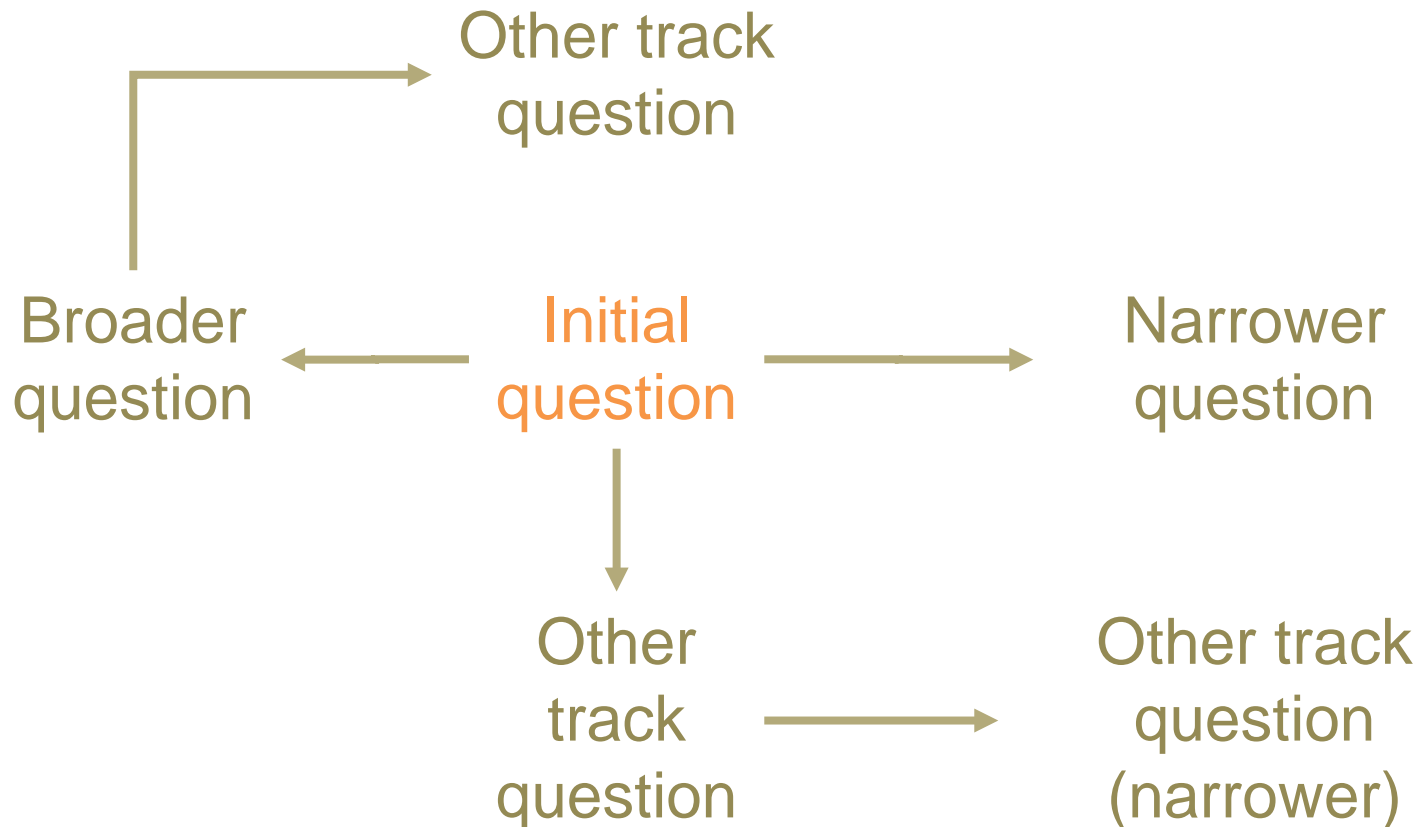 Other track
question
Broader
question
Initial
question
Narrower
question
Other
track
question
Other track
question
(narrower)